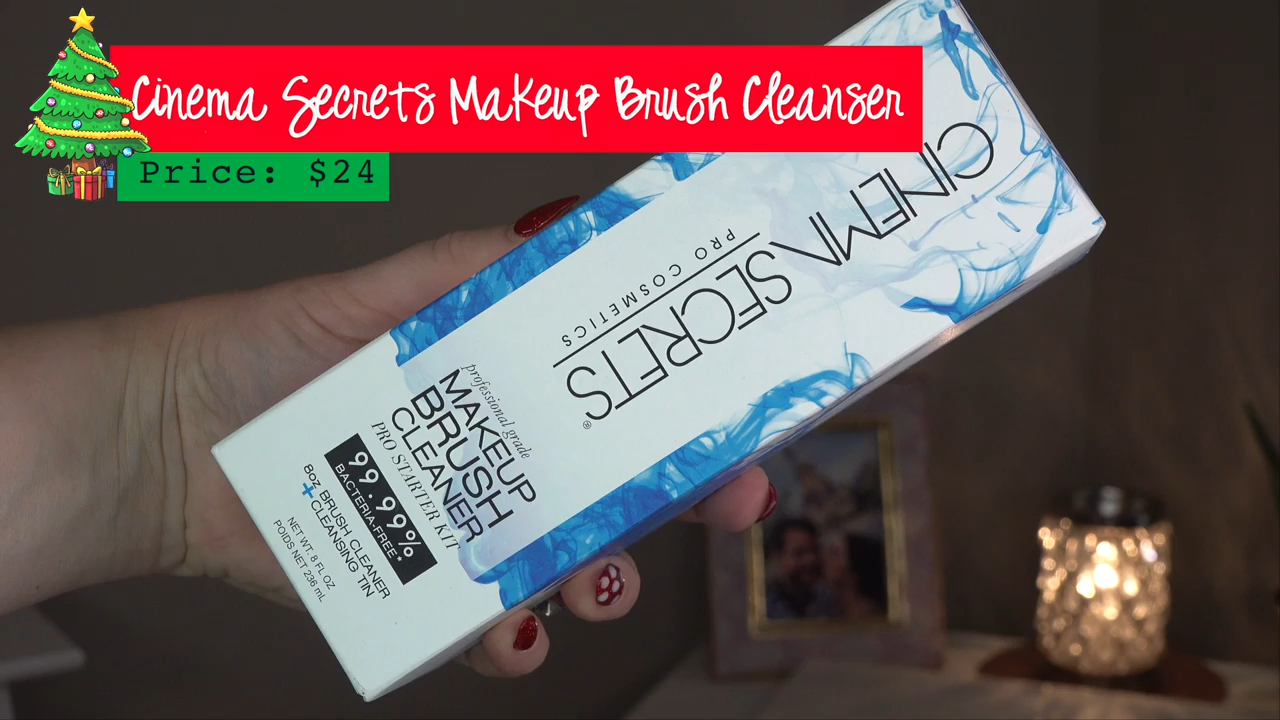 Cinema Secrets Makeup Brush Cleanser
Price: $24
CINEMA
SECRETS®
PRO COSMETICS
professional grade
MAKEUP
BRUSH
CLEANER
PRO STARTER KIT
99.99%
BACTERIA-FREE*
8oz BRUSH CLEANER
+ CLEANSING TIN
NET WT. 8 FL OZ
POIDS NET 236 mL